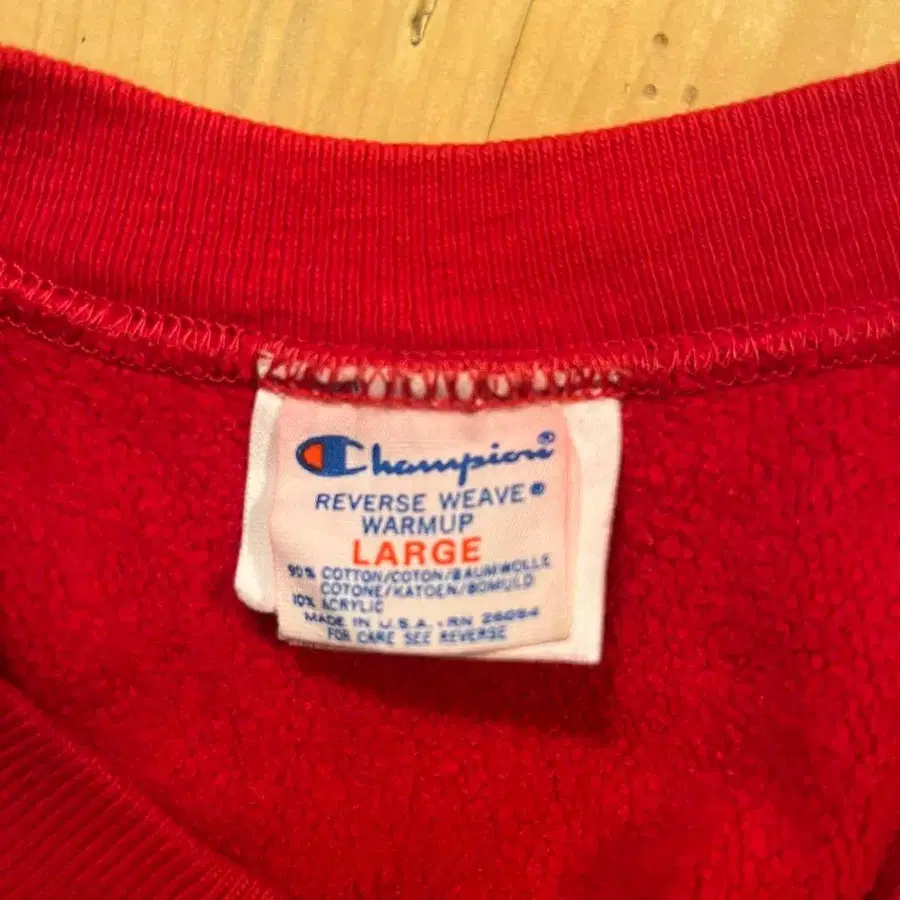 Champion®
REVERSE WEAVE®
WARMUP
LARGE
90% COTTON/COTON/BAUMWOLLE
COTONE/KATOEN/BOMULD
10% ACRYLIC
MADE IN U.S.A. · RN 26094
FOR CARE SEE REVERSE